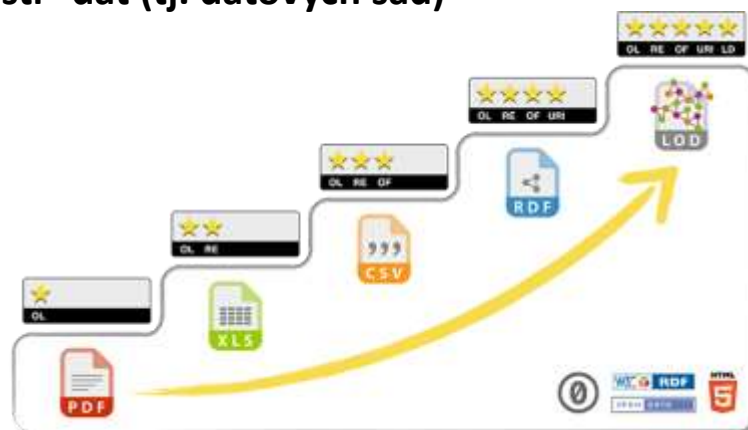 dat (tj. datových sad)
OL RE OF URI LD
LOD
OL RE OF URI
RDF
OL RE OF
,,,
CSV
OL RE
XLS
OL
PDF
0
RDF
HTML
5